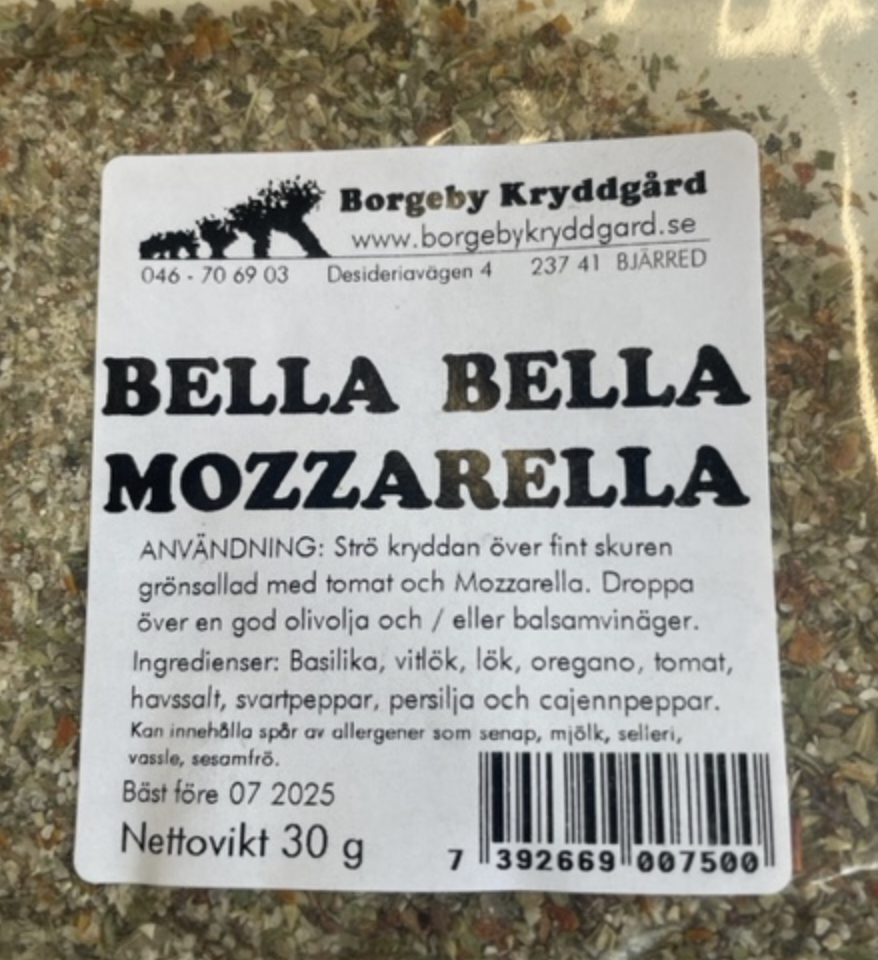 Borgeby Kryddgård
www.borgebykryddgard.se
046 - 70 69 03 Desideriavägen 4 237 41 BJÄRRED
BELLA BELLA
MOZZARELLA
ANVÄNDNING: Strö kryddan över fint skuren
grönsallad med tomat och Mozzarella. Droppa
över en god olivolja och / eller balsamvinäger.
Ingredienser: Basilika, vitlök, lök, oregano, tomat,
havssalt, svartpeppar, persilja och cajennpeppar.
Kan innehålla spår av allergener som senap, mjölk, selleri,
vassle, sesamfrö.
Bäst före 07 2025
Nettovikt 30 g
7 392669 007500